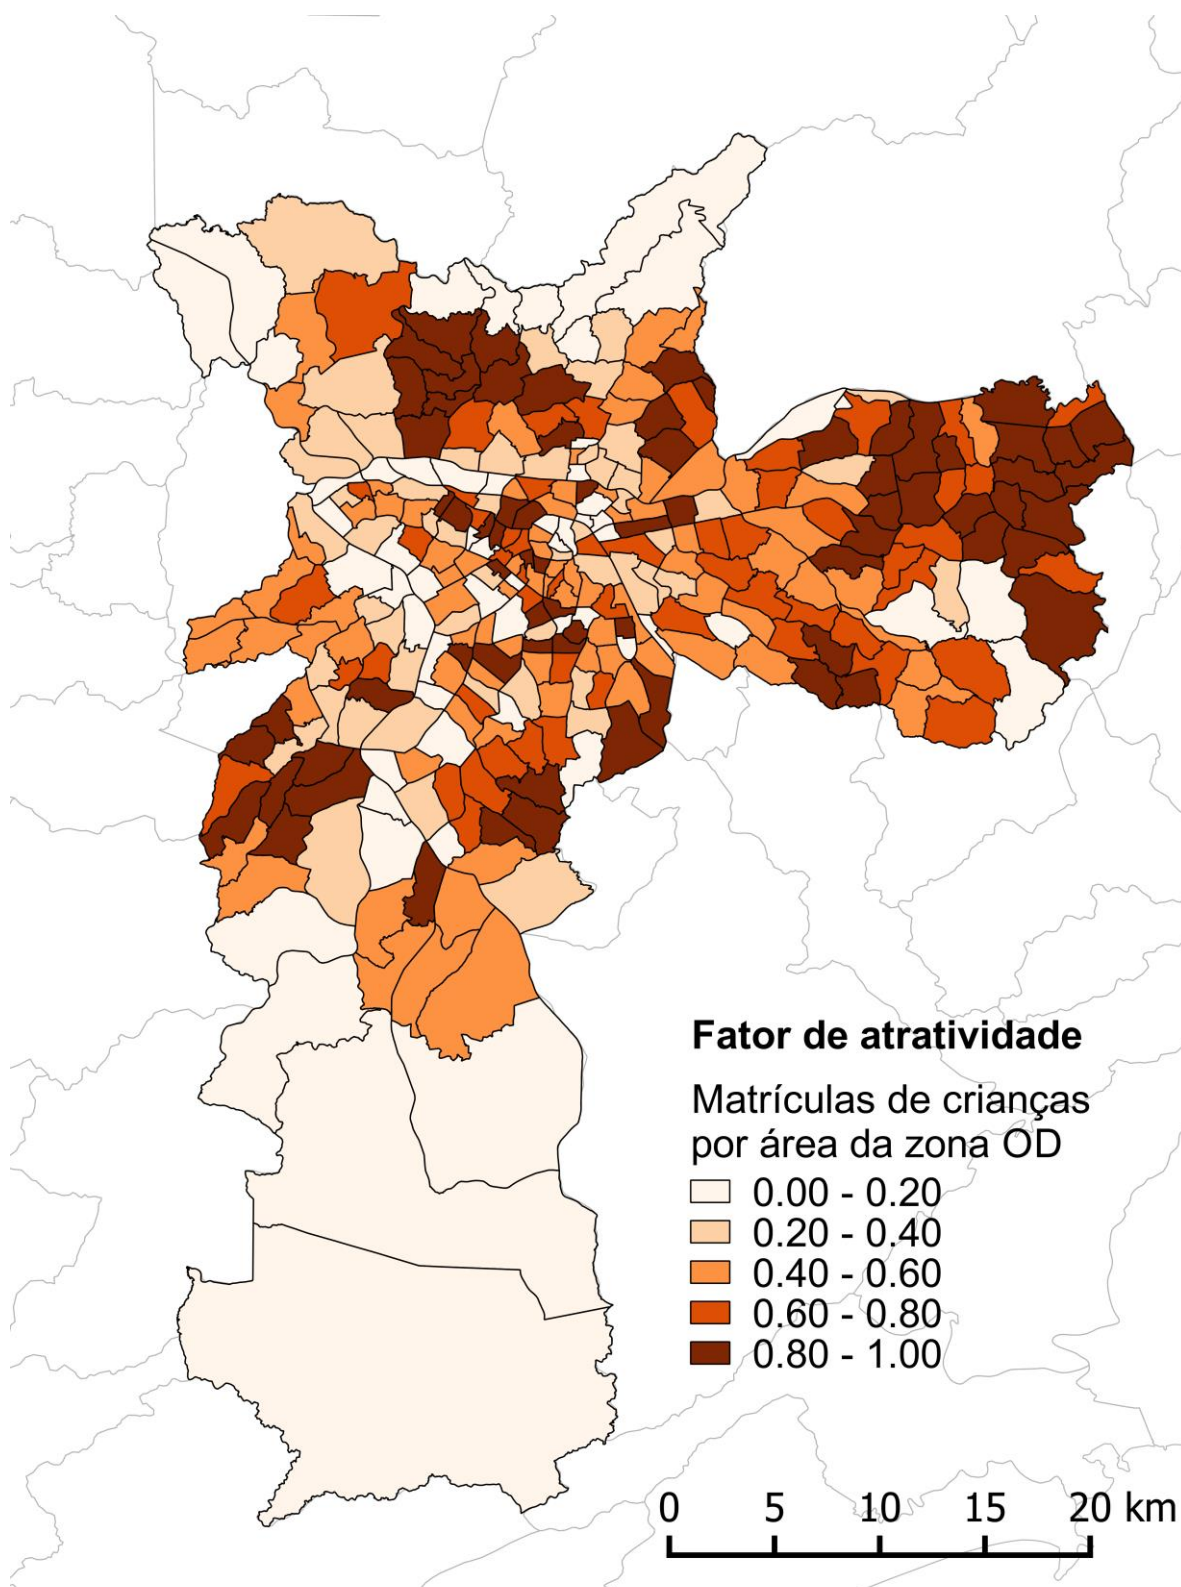 Fator de atratividade
Matrículas de crianças
por área da zona OD
0.00 - 0.20
0.20 - 0.40
0.40 - 0.60
0.60 - 0.80
0.80 - 1.00
0 5 10 15 20 km